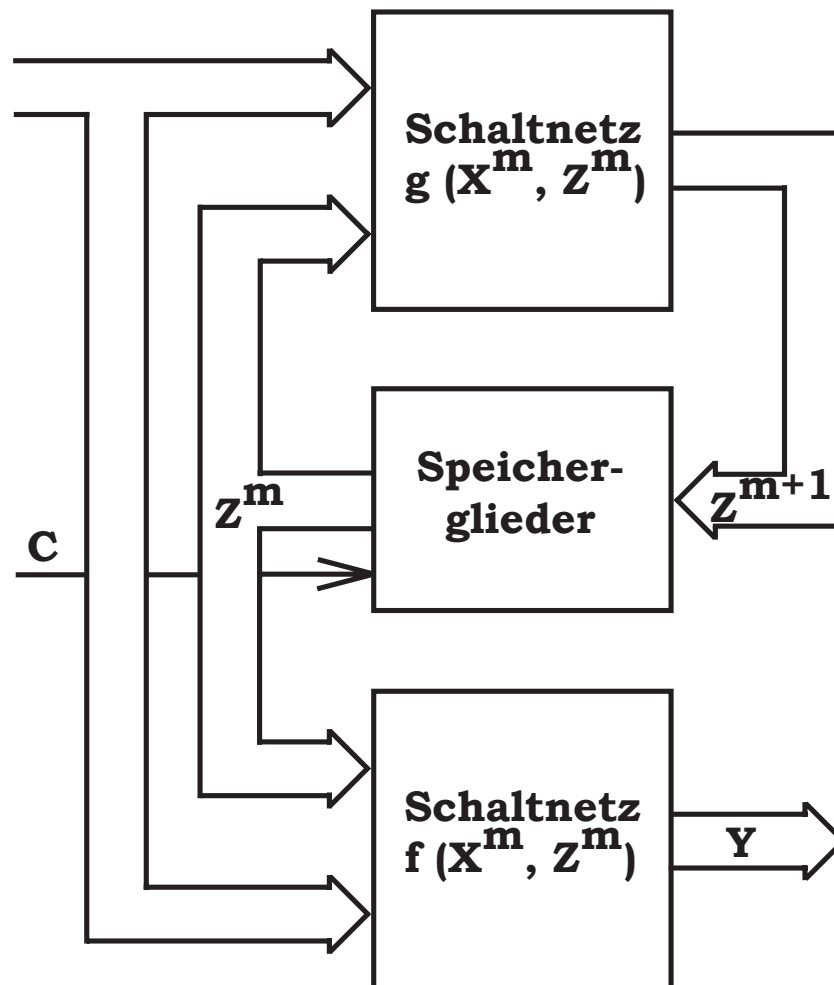 Schaltnetz
g (X^m, Z^m)
Speicher-
glieder
Z^m
Z^m+1
C
Schaltnetz
f (X^m, Z^m)
Y